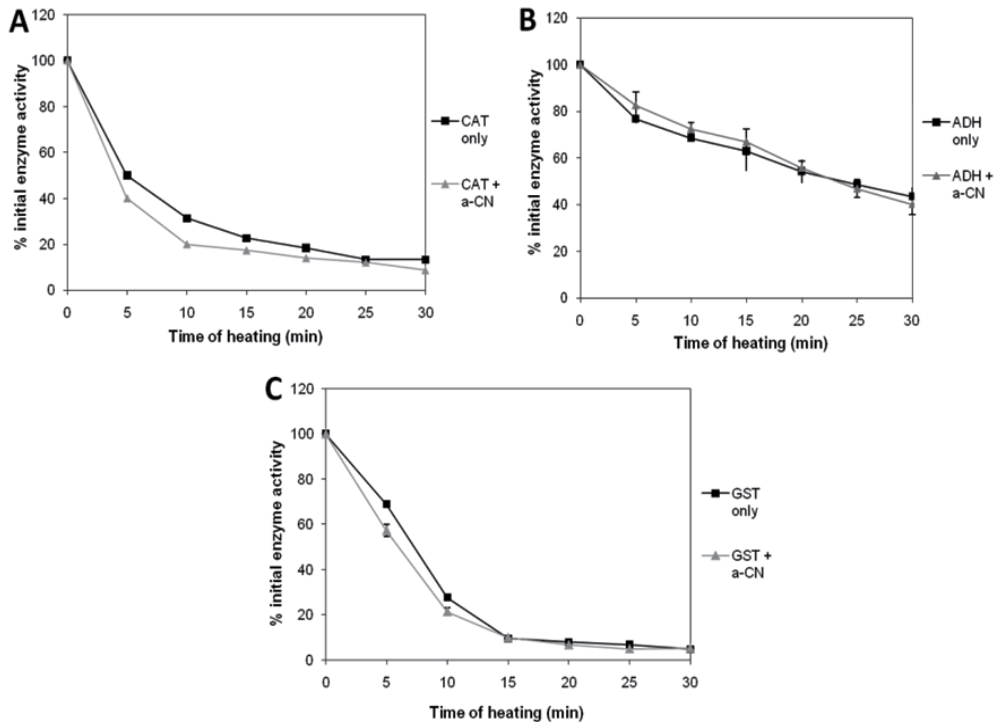 A
120
100
80
60
40
20
0
% initial enzyme activity
0 5 10 15 20 25 30
Time of heating (min)
CAT
only
CAT +
a-CN
B
120
100
80
60
40
20
0
% initial enzyme activity
0 5 10 15 20 25 30
Time of heating (min)
ADH
only
ADH +
a-CN
C
120
100
80
60
40
20
0
% initial enzyme activity
0 5 10 15 20 25 30
Time of heating (min)
GST
only
GST +
a-CN